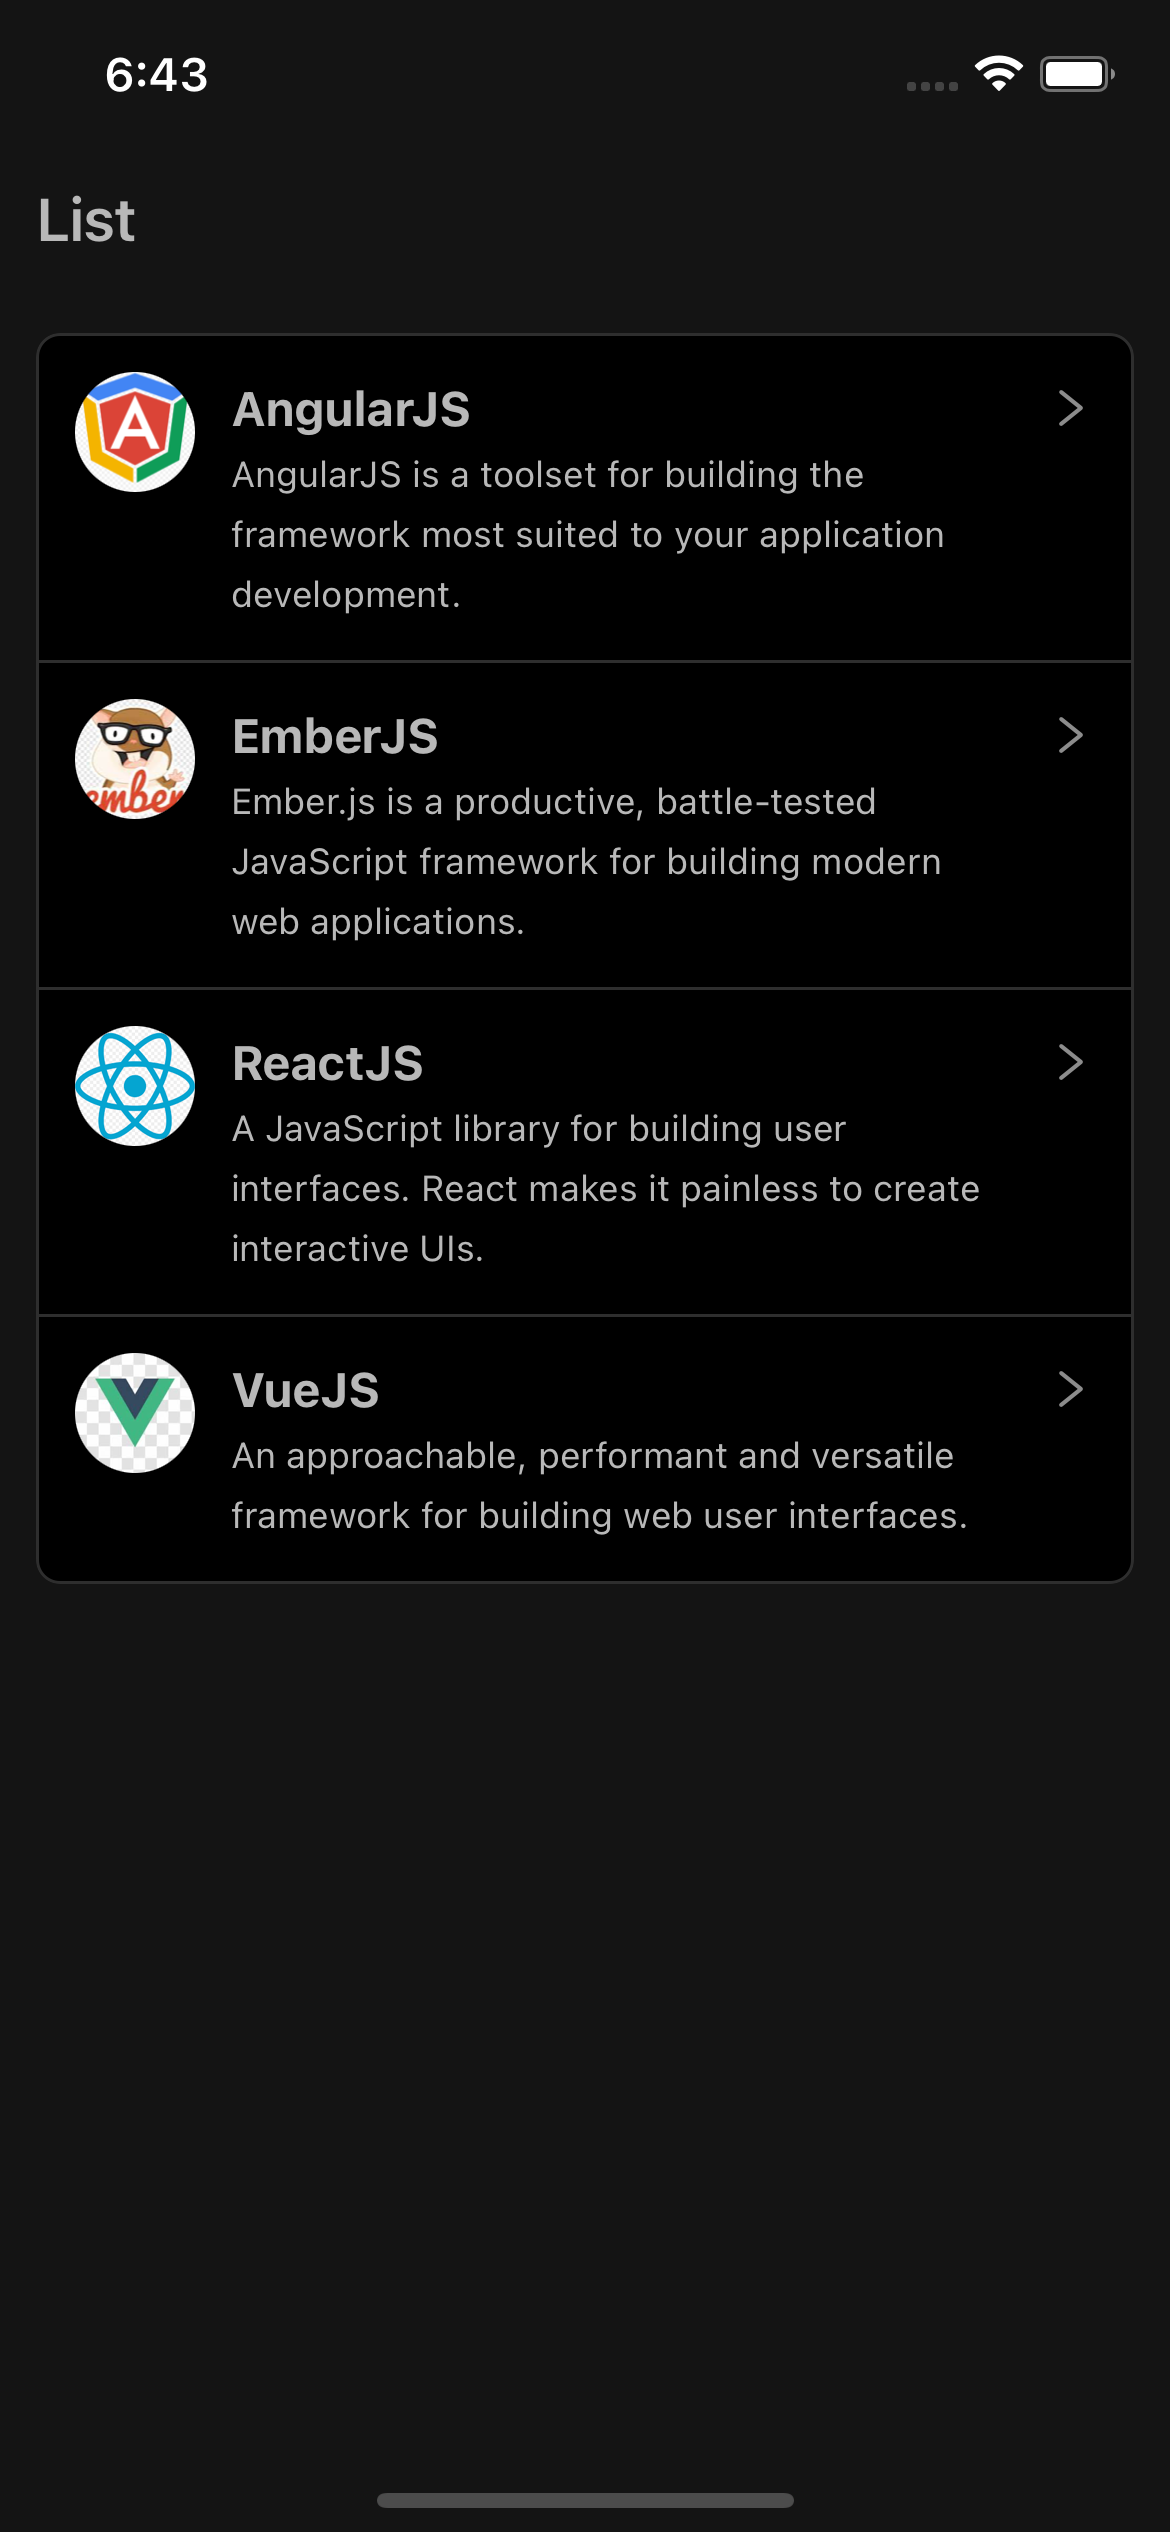 6:43
List
AngularJS
AngularJS is a toolset for building the
framework most suited to your application
development.
EmberJS
Ember.js is a productive, battle-tested
JavaScript framework for building modern
web applications.
ember
ReactJS
A JavaScript library for building user
interfaces. React makes it painless to create
interactive UIs.
VueJS
An approachable, performant and versatile
framework for building web user interfaces.